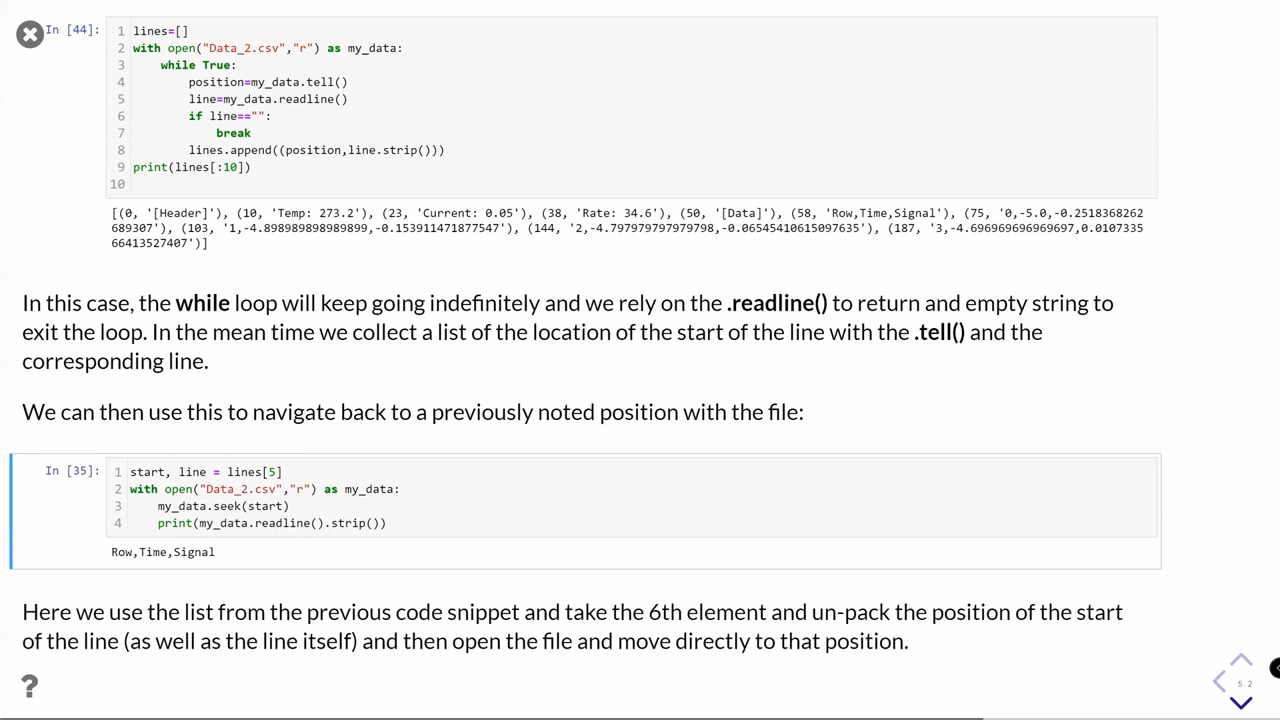 In [44]:
1 lines=[]
2 with open("Data_2.csv","r") as my_data:
3     while True:
4         position=my_data.tell()
5         line=my_data.readline()
6         if line=="":
7             break
8         lines.append((position,line.strip()))
9 print(lines[:10])
10
[(0, '[Header]'), (10, 'Temp: 273.2'), (23, 'Current: 0.05'), (38, 'Rate: 34.6'), (50, '[Data]'), (58, 'Row,Time,Signal'), (75, '0,-5.0,-0.2518368262
689307'), (103, '1,-4.898989898989899,-0.153911471877547'), (144, '2,-4.797979797979798,-0.06545410615097635'), (187, '3,-4.696969696969697,0.0107335
66413527407')]
In this case, the while loop will keep going indefinitely and we rely on the .readline() to return and empty string to
exit the loop. In the mean time we collect a list of the location of the start of the line with the .tell() and the
corresponding line.
We can then use this to navigate back to a previously noted position with the file:
In [35]:
1 start, line = lines[5]
2 with open("Data_2.csv","r") as my_data:
3     my_data.seek(start)
4     print(my_data.readline().strip())
Row,Time,Signal
Here we use the list from the previous code snippet and take the 6th element and un-pack the position of the start
of the line (as well as the line itself) and then open the file and move directly to that position.
?
5.2